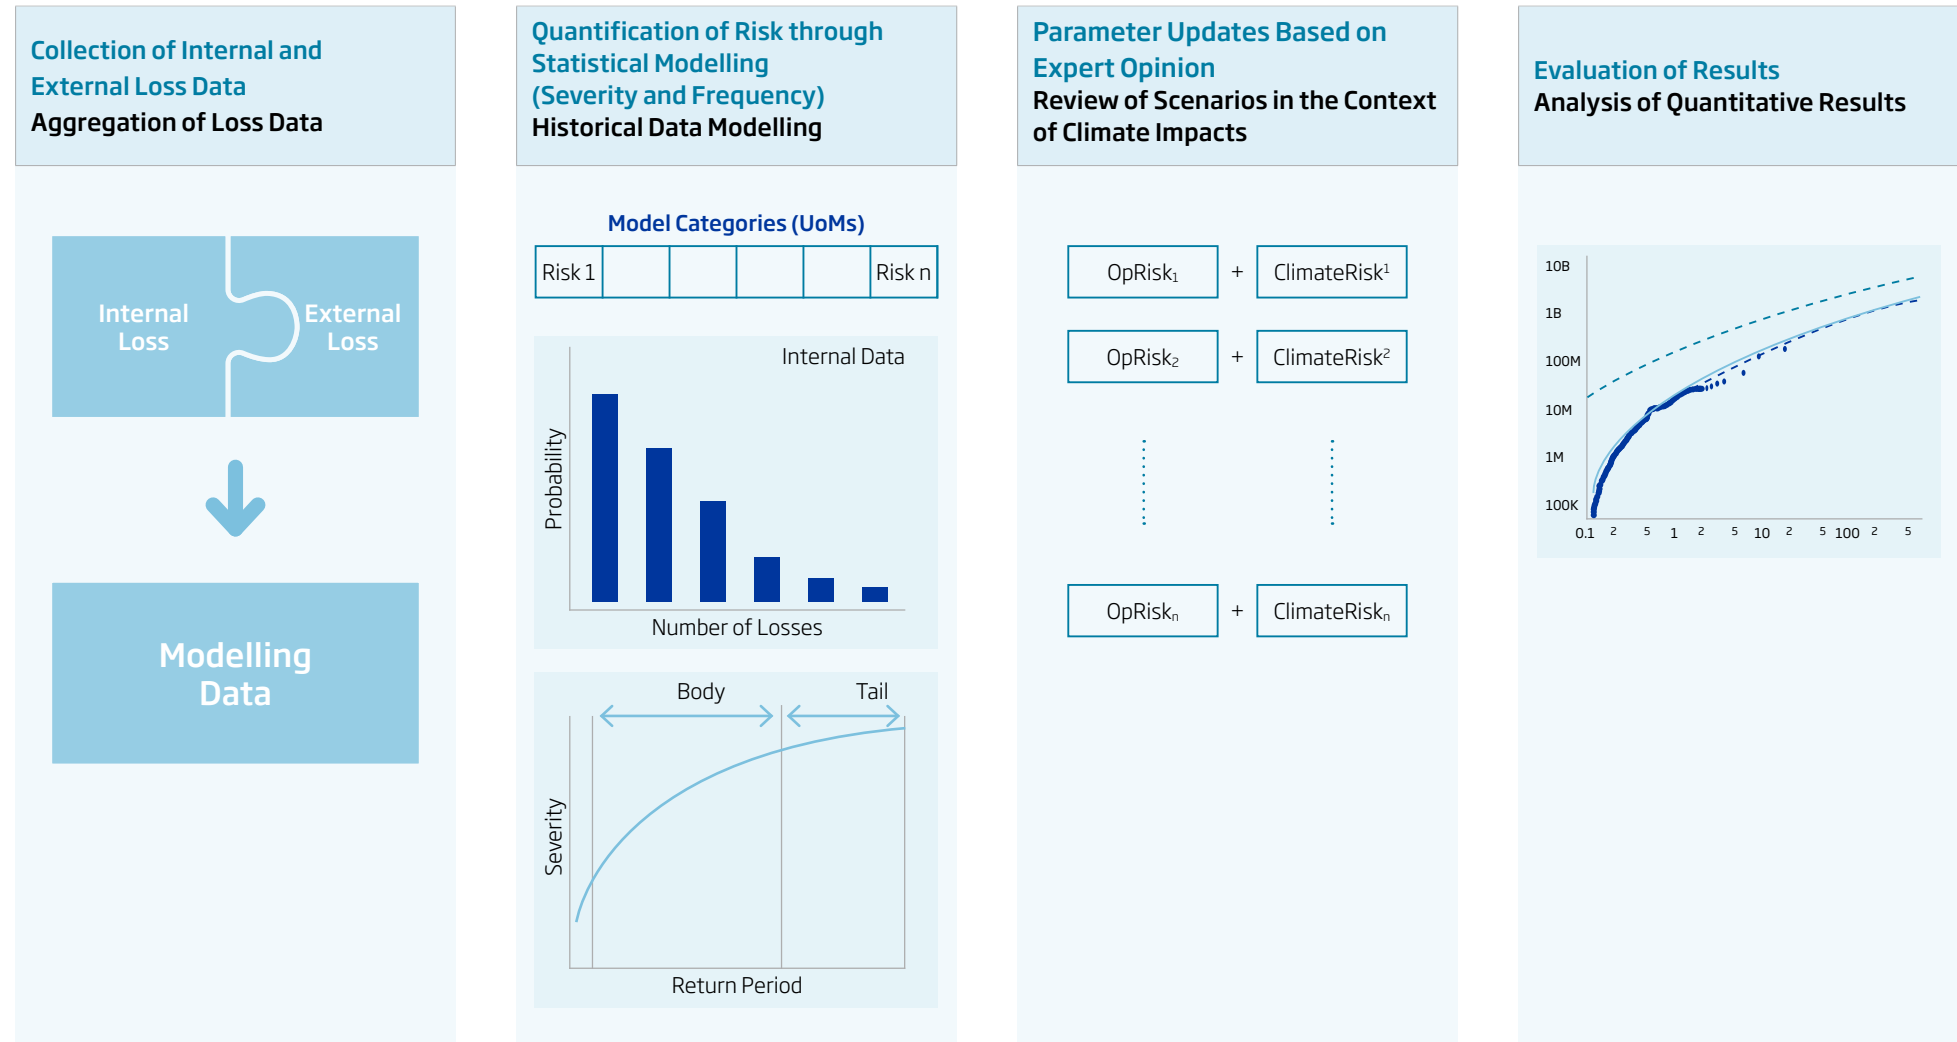 Collection of Internal and
External Loss Data
Aggregation of Loss Data
Internal
Loss
External
Loss
Modelling
Data
Quantification of Risk through
Statistical Modelling
(Severity and Frequency)
Historical Data Modelling
Model Categories (UoMs)
Risk 1
Risk n
Internal Data
Probability
Number of Losses
Body
Tail
Severity
Return Period
Parameter Updates Based on
Expert Opinion
Review of Scenarios in the Context
of Climate Impacts
OpRisk₁ + ClimateRisk¹
OpRisk₂ + ClimateRisk²
OpRiskₙ + ClimateRiskₙ
Evaluation of Results
Analysis of Quantitative Results
10B
1B
100M
10M
1M
100K
0.1 2 5 1 2 5 10 2 5 100 2 5